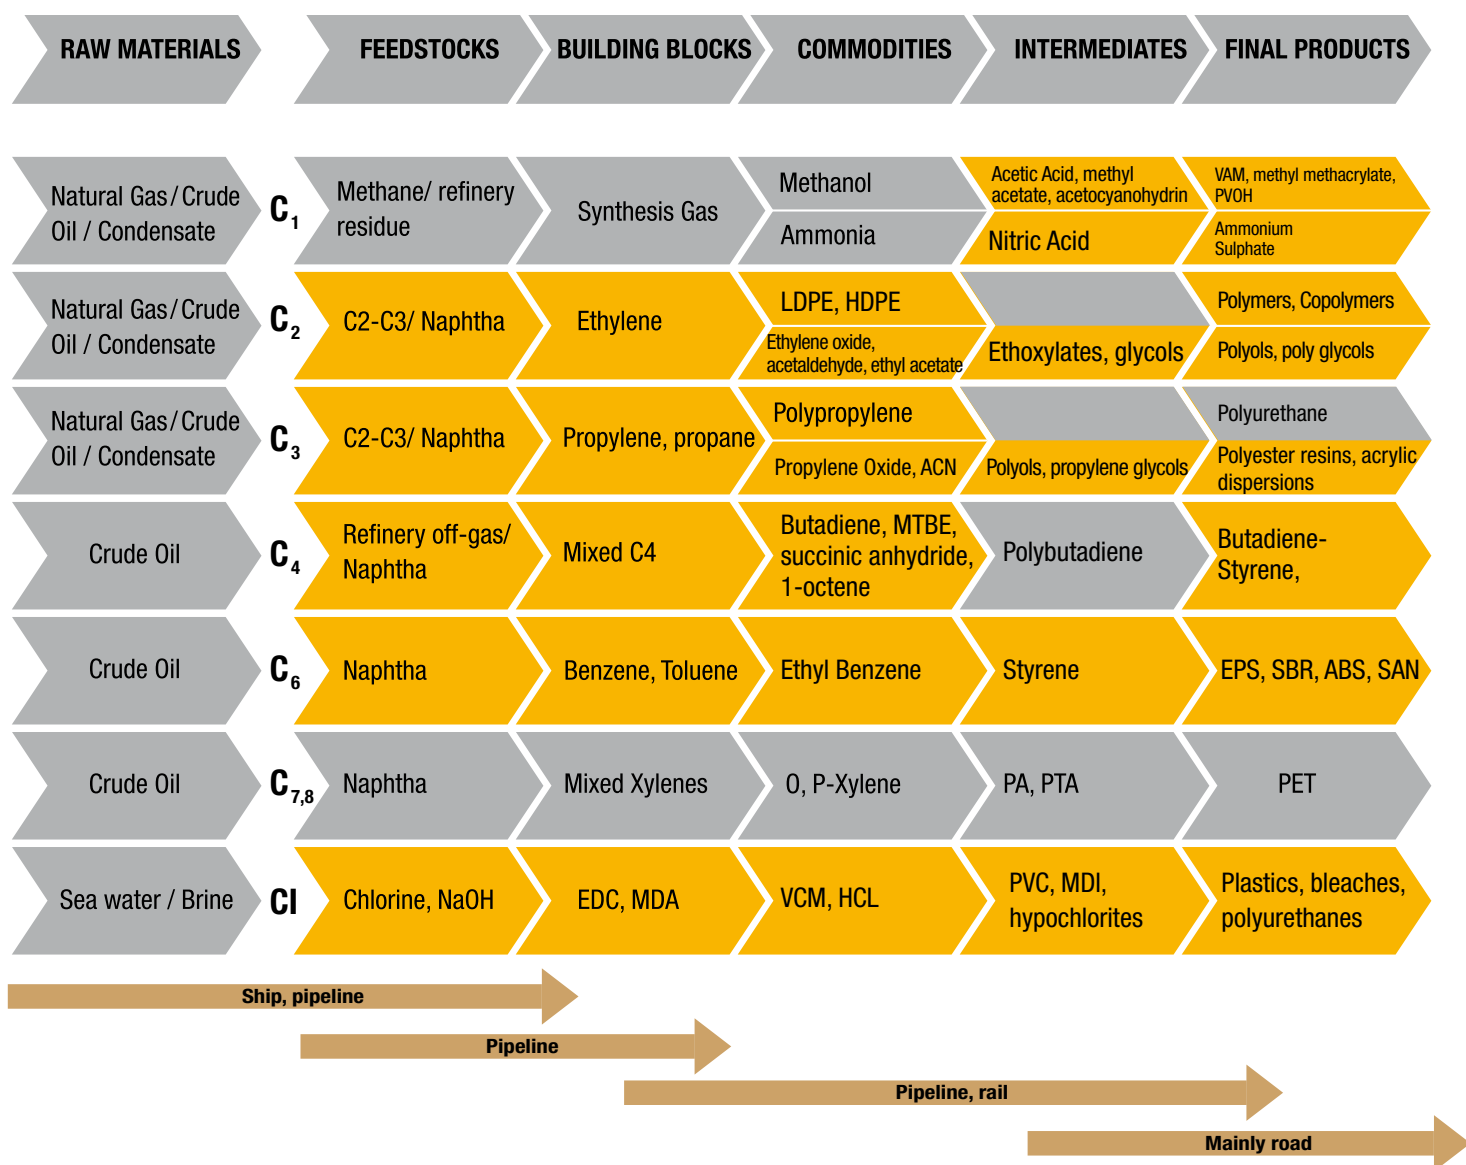 RAW MATERIALS
FEEDSTOCKS
BUILDING BLOCKS
COMMODITIES
INTERMEDIATES
FINAL PRODUCTS
Natural Gas/Crude
Oil / Condensate
C1
Methane/ refinery
residue
Synthesis Gas
Methanol
Ammonia
Acetic Acid, methyl
acetate, acetocyanohydrin
Nitric Acid
VAM, methyl methacrylate,
PVOH
Ammonium
Sulphate
Natural Gas/Crude
Oil / Condensate
C2
C2-C3/ Naphtha
Ethylene
LDPE, HDPE
Ethylene oxide,
acetaldehyde, ethyl acetate
Ethoxylates, glycols
Polymers, Copolymers
Polyols, poly glycols
Natural Gas/Crude
Oil / Condensate
C3
C2-C3/ Naphtha
Propylene, propane
Polypropylene
Propylene Oxide, ACN
Polyols, propylene glycols
Polyurethane
Polyester resins, acrylic
dispersions
Crude Oil
C4
Refinery off-gas/
Naphtha
Mixed C4
Butadiene, MTBE,
succinic anhydride,
1-octene
Polybutadiene
Butadiene-
Styrene,
Crude Oil
C6
Naphtha
Benzene, Toluene
Ethyl Benzene
Styrene
EPS, SBR, ABS, SAN
Crude Oil
C7,8
Naphtha
Mixed Xylenes
O, P-Xylene
PA, PTA
PET
Sea water / Brine
Cl
Chlorine, NaOH
EDC, MDA
VCM, HCL
PVC, MDI,
hypochlorites
Plastics, bleaches,
polyurethanes
Ship, pipeline
Pipeline
Pipeline, rail
Mainly road